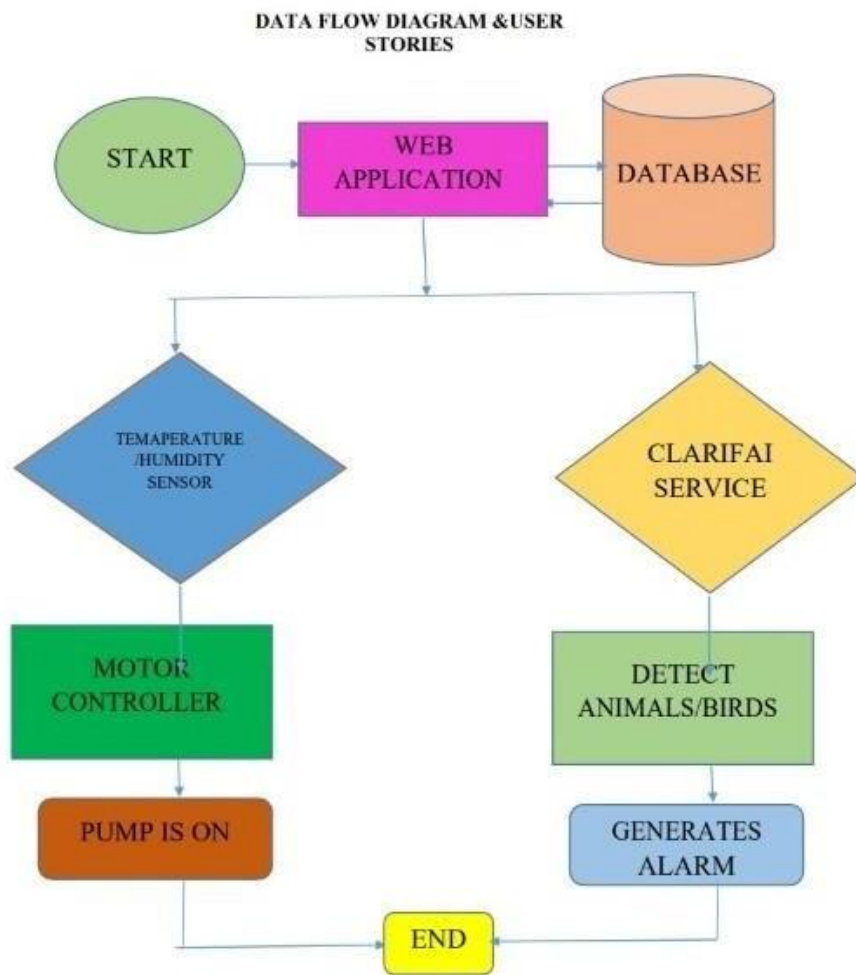 DATA FLOW DIAGRAM &USER
STORIES
START
WEB
APPLICATION
DATABASE
TEMAPERATURE
/HUMIDITY
SENSOR
CLARIFAI
SERVICE
MOTOR
CONTROLLER
DETECT
ANIMALS/BIRDS
PUMP IS ON
GENERATES
ALARM
END